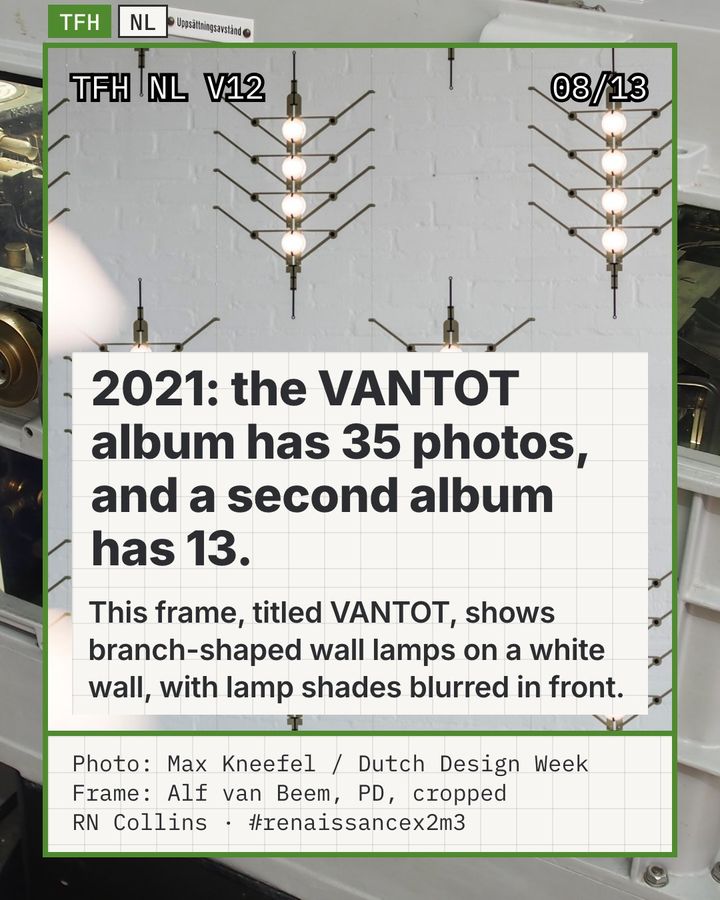 TFH NL Uppsättningsavstånd
TFH NL V12 08/13
2021: the VANTOT
album has 35 photos,
and a second album
has 13.
This frame, titled VANTOT, shows
branch-shaped wall lamps on a white
wall, with lamp shades blurred in front.
Photo: Max Kneefel / Dutch Design Week
Frame: Alf van Beem, PD, cropped
RN Collins · #renaissancex2m3